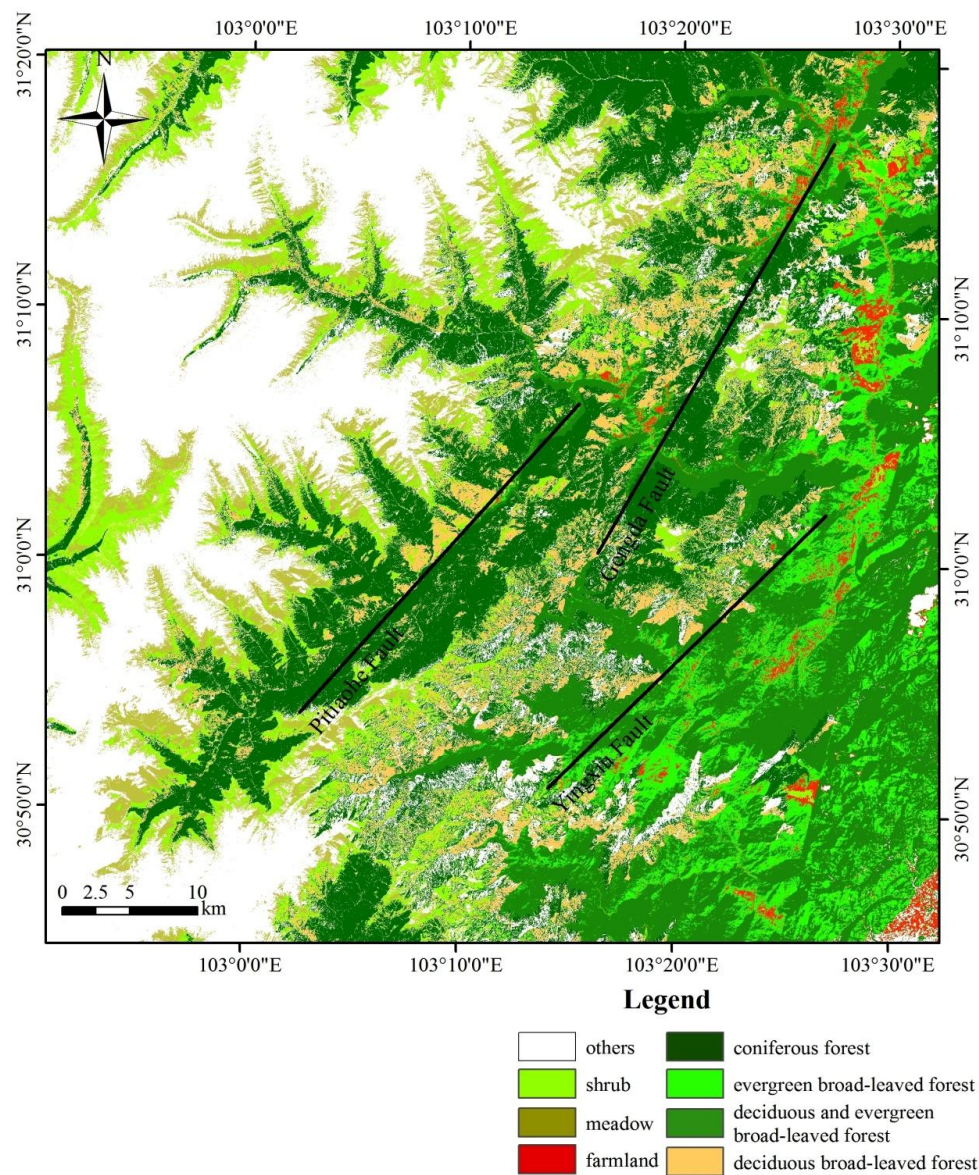 103°0'0"E 103°10'0"E 103°20'0"E 103°30'0"E
31°20'0"N
N
31°10'0"N
31°10'0"N
31°0'0"N
31°0'0"N
Gongda Fault
Pitiaohe Fault
Yingxiu Fault
30°50'0"N
30°50'0"N
0 2.5 5 10
km
103°0'0"E 103°10'0"E 103°20'0"E 103°30'0"E
Legend
others
coniferous forest
shrub
evergreen broad-leaved forest
meadow
deciduous and evergreen
broad-leaved forest
farmland
deciduous broad-leaved forest